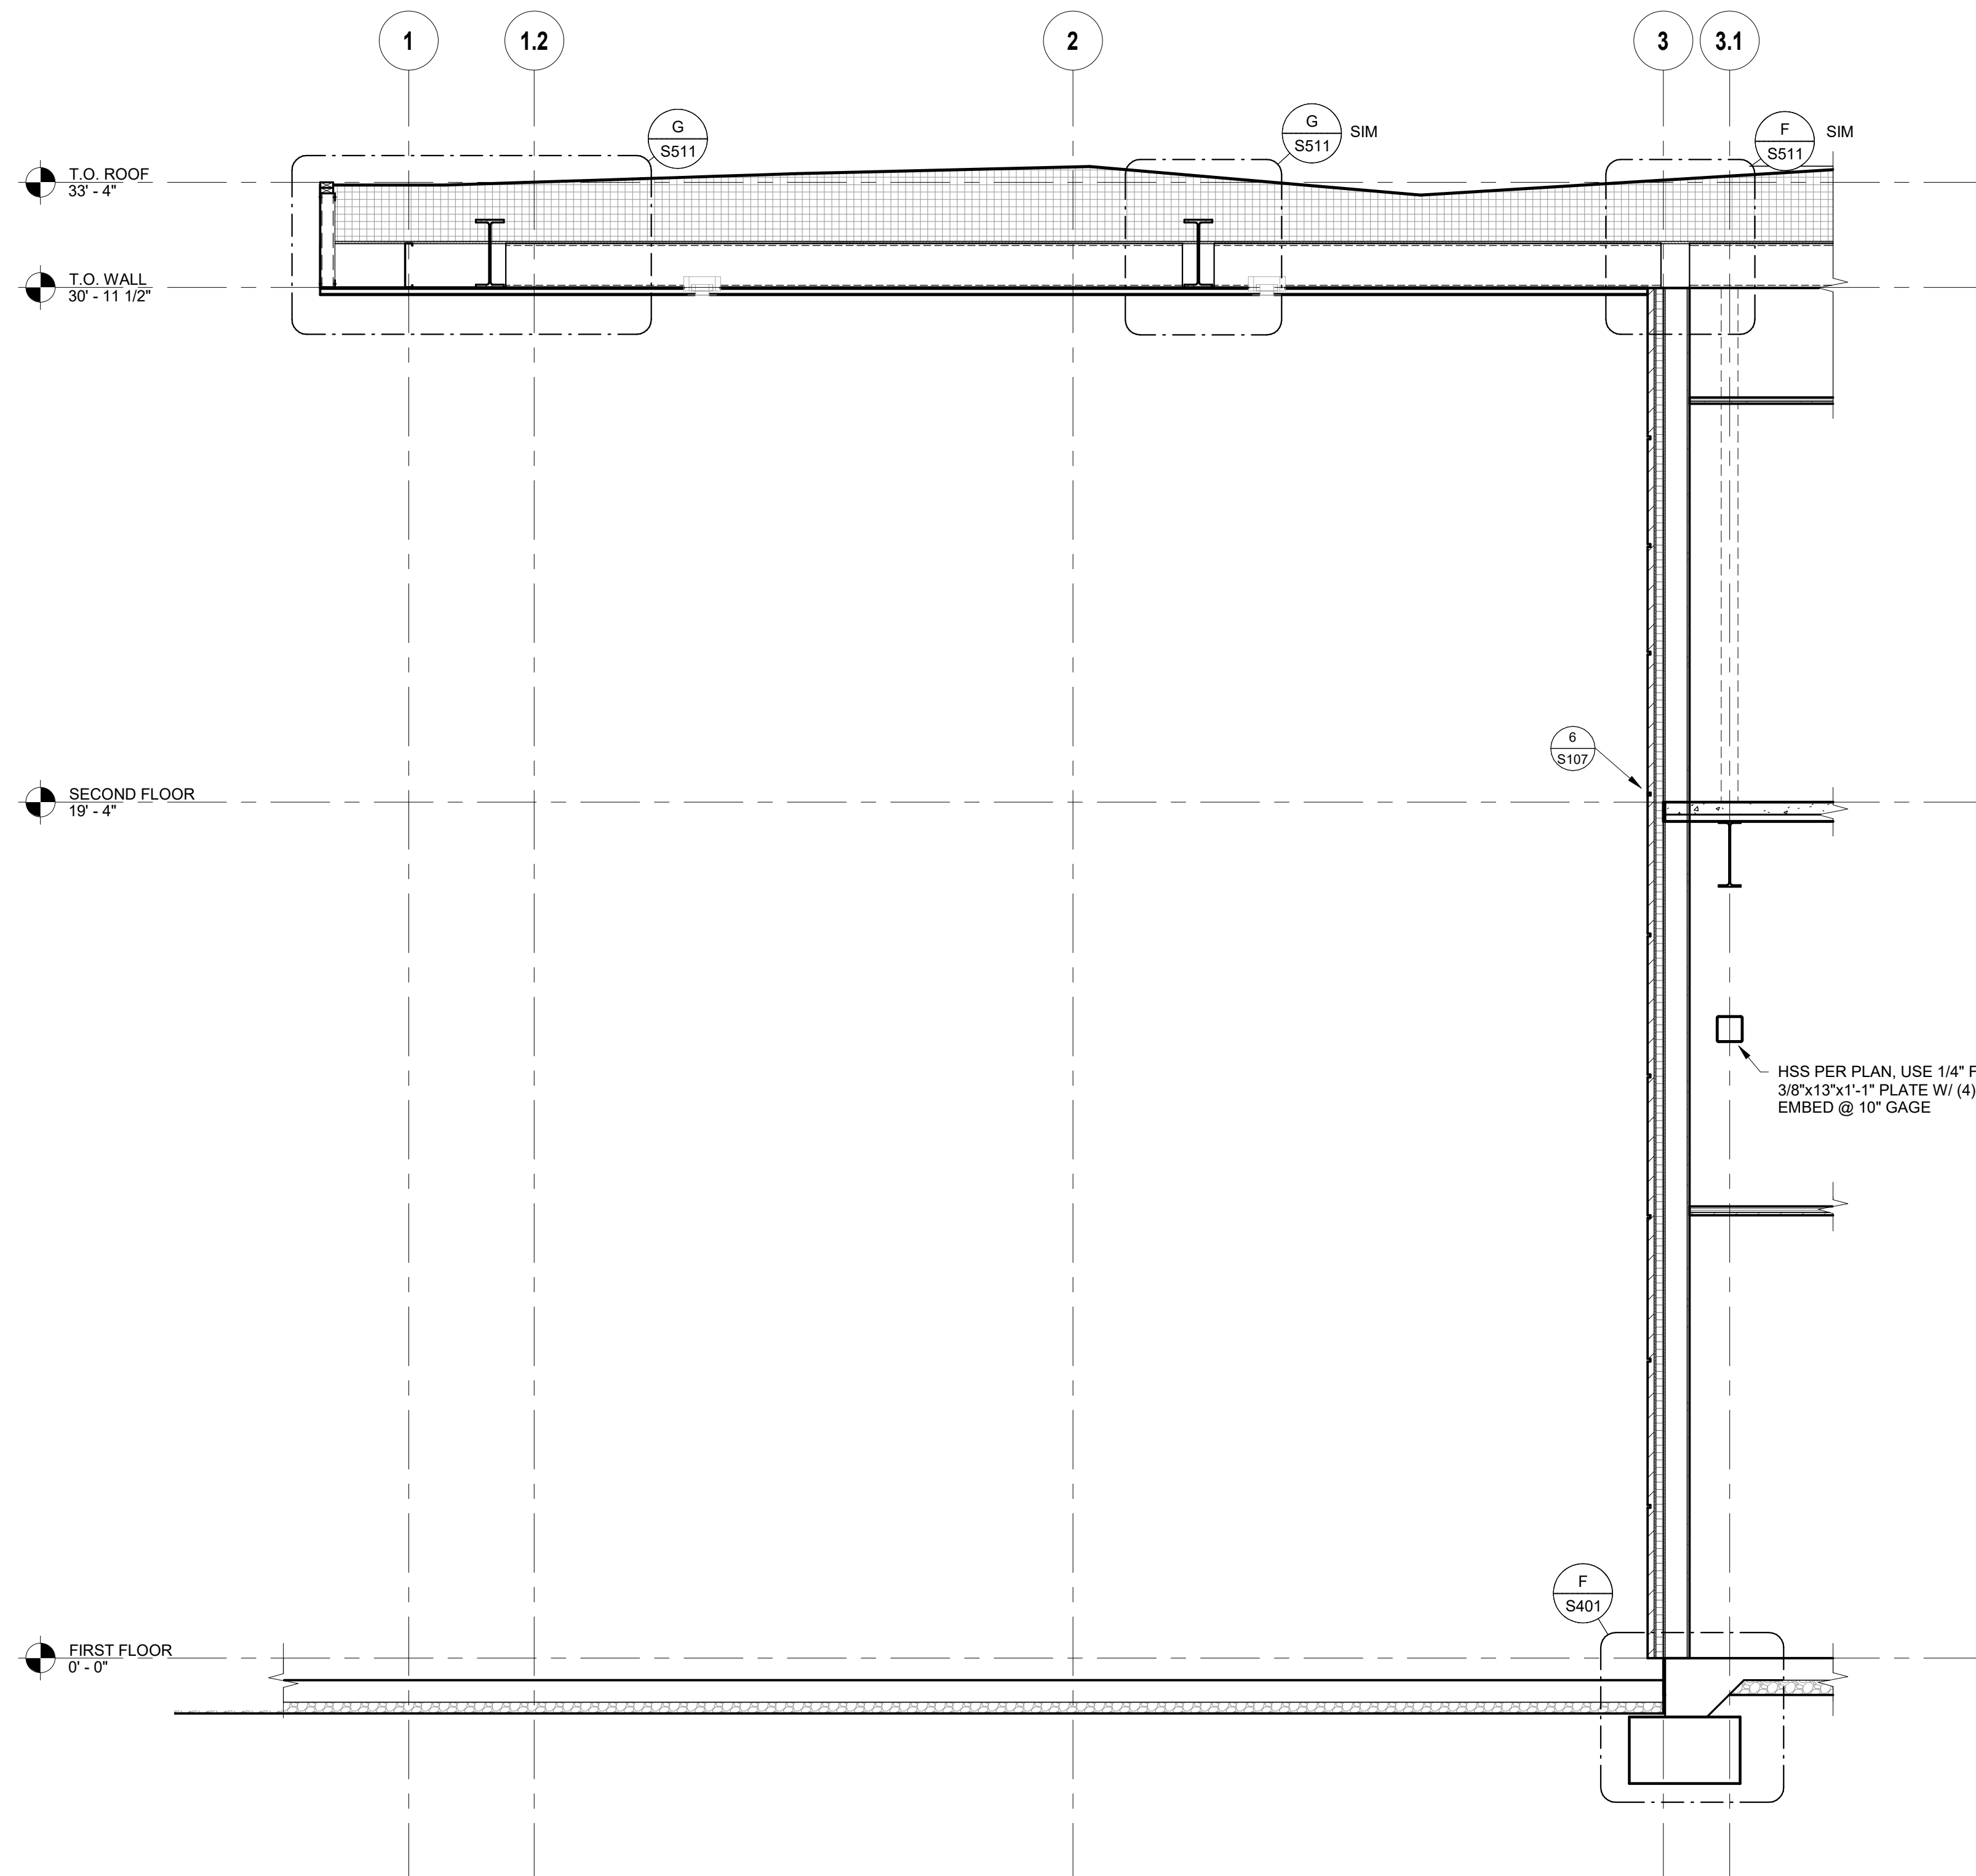 1
1.2
2
3
3.1
G
S511
G
S511
SIM
F
S511
SIM
T.O. ROOF
33' - 4"
T.O. WALL
30' - 11 1/2"
6
S107
SECOND FLOOR
19' - 4"
HSS PER PLAN, USE 1/4" F
3/8"x13"x1'-1" PLATE W/ (4)
EMBED @ 10" GAGE
F
S401
FIRST FLOOR
0' - 0"